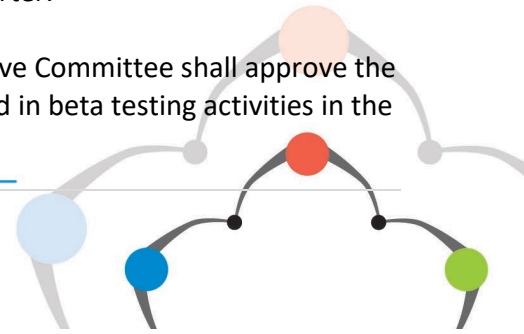 ve Committee shall approve the
d in beta testing activities in the